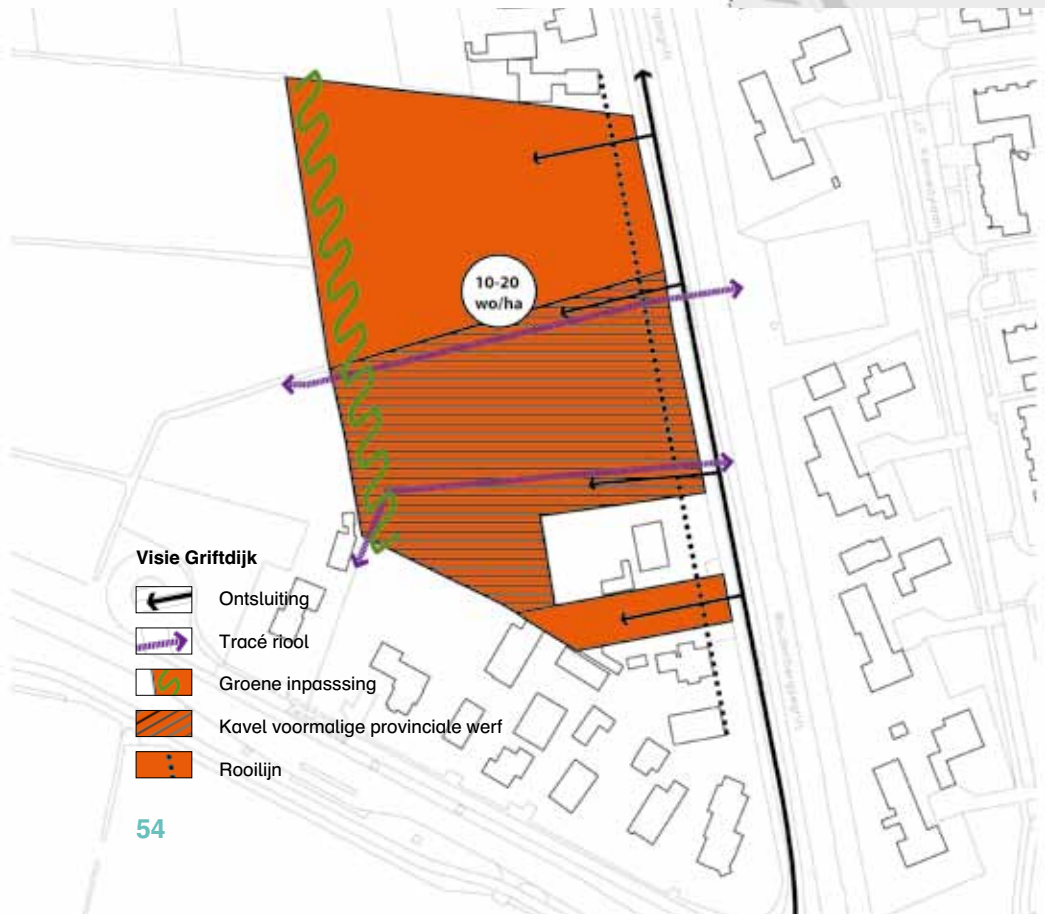 10-20
wo/ha
Visie Griftdijk
Ontsluiting
Tracé riool
Groene inpasssing
Kavel voormalige provinciale werf
Rooilijn
54